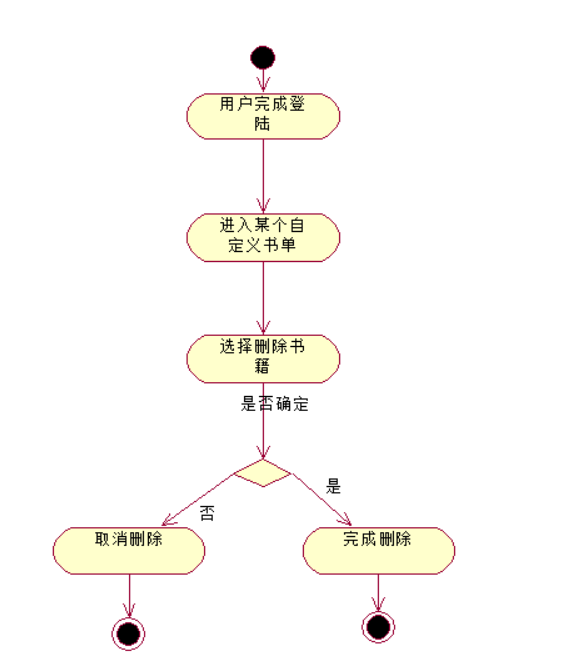 用户完成登
陆
进入某个自
定义书单
选择删除书
籍
是否确定
是
否
取消删除
完成删除